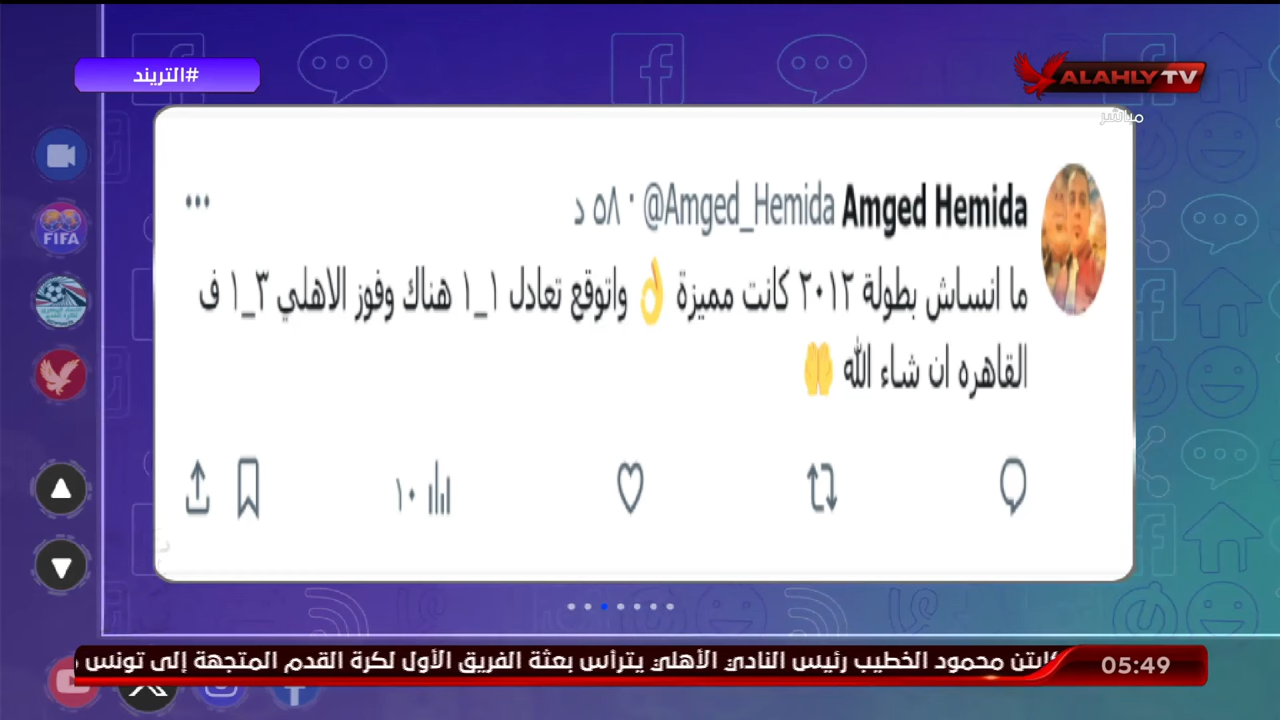 #التريند
ALAHLY TV
مباشر
Amged Hemida @Amged_Hemida · ٥٨ د
ما انساش بطولة ٢٠١٢ كانت مميزة 👌 واتوقع تعادل ١_١ هناك وفوز الاهلي ٣_١ ف
القاهره ان شاء الله 🤲
١٠
FIFA
كابتن محمود الخطيب رئيس النادي الأهلي يترأس بعثة الفريق الأول لكرة القدم المتجهة إلى تونس
05:49